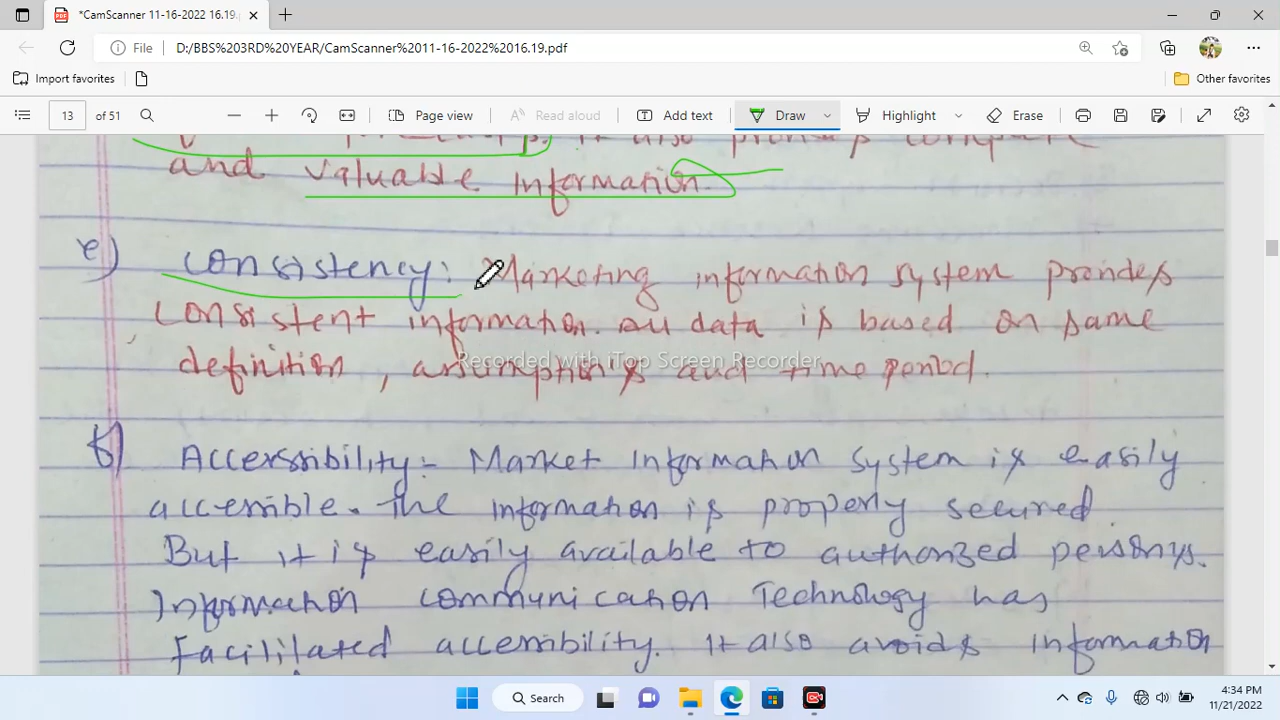 *CamScanner 11-16-2022 16.19.p
File D:/BBS%203RD%20YEAR/CamScanner%2011-16-2022%2016.19.pdf
Import favorites Other favorites
13 of 51 Page view Read aloud Add text Draw Highlight Erase
it also provides complete
and valuable Information.
e) consistency: Marketing information system provides
consistent information. All data is based on same
definition, assumptions and time period.
Recorded with iTop Screen Recorder
f) Accessibility:- Market Information system is easily
accessible. The information is properly secured.
But it is easily available to authorized persons.
Information communication Technology has
facilitated accessibility. It also avoids information
Search
4:34 PM
11/21/2022